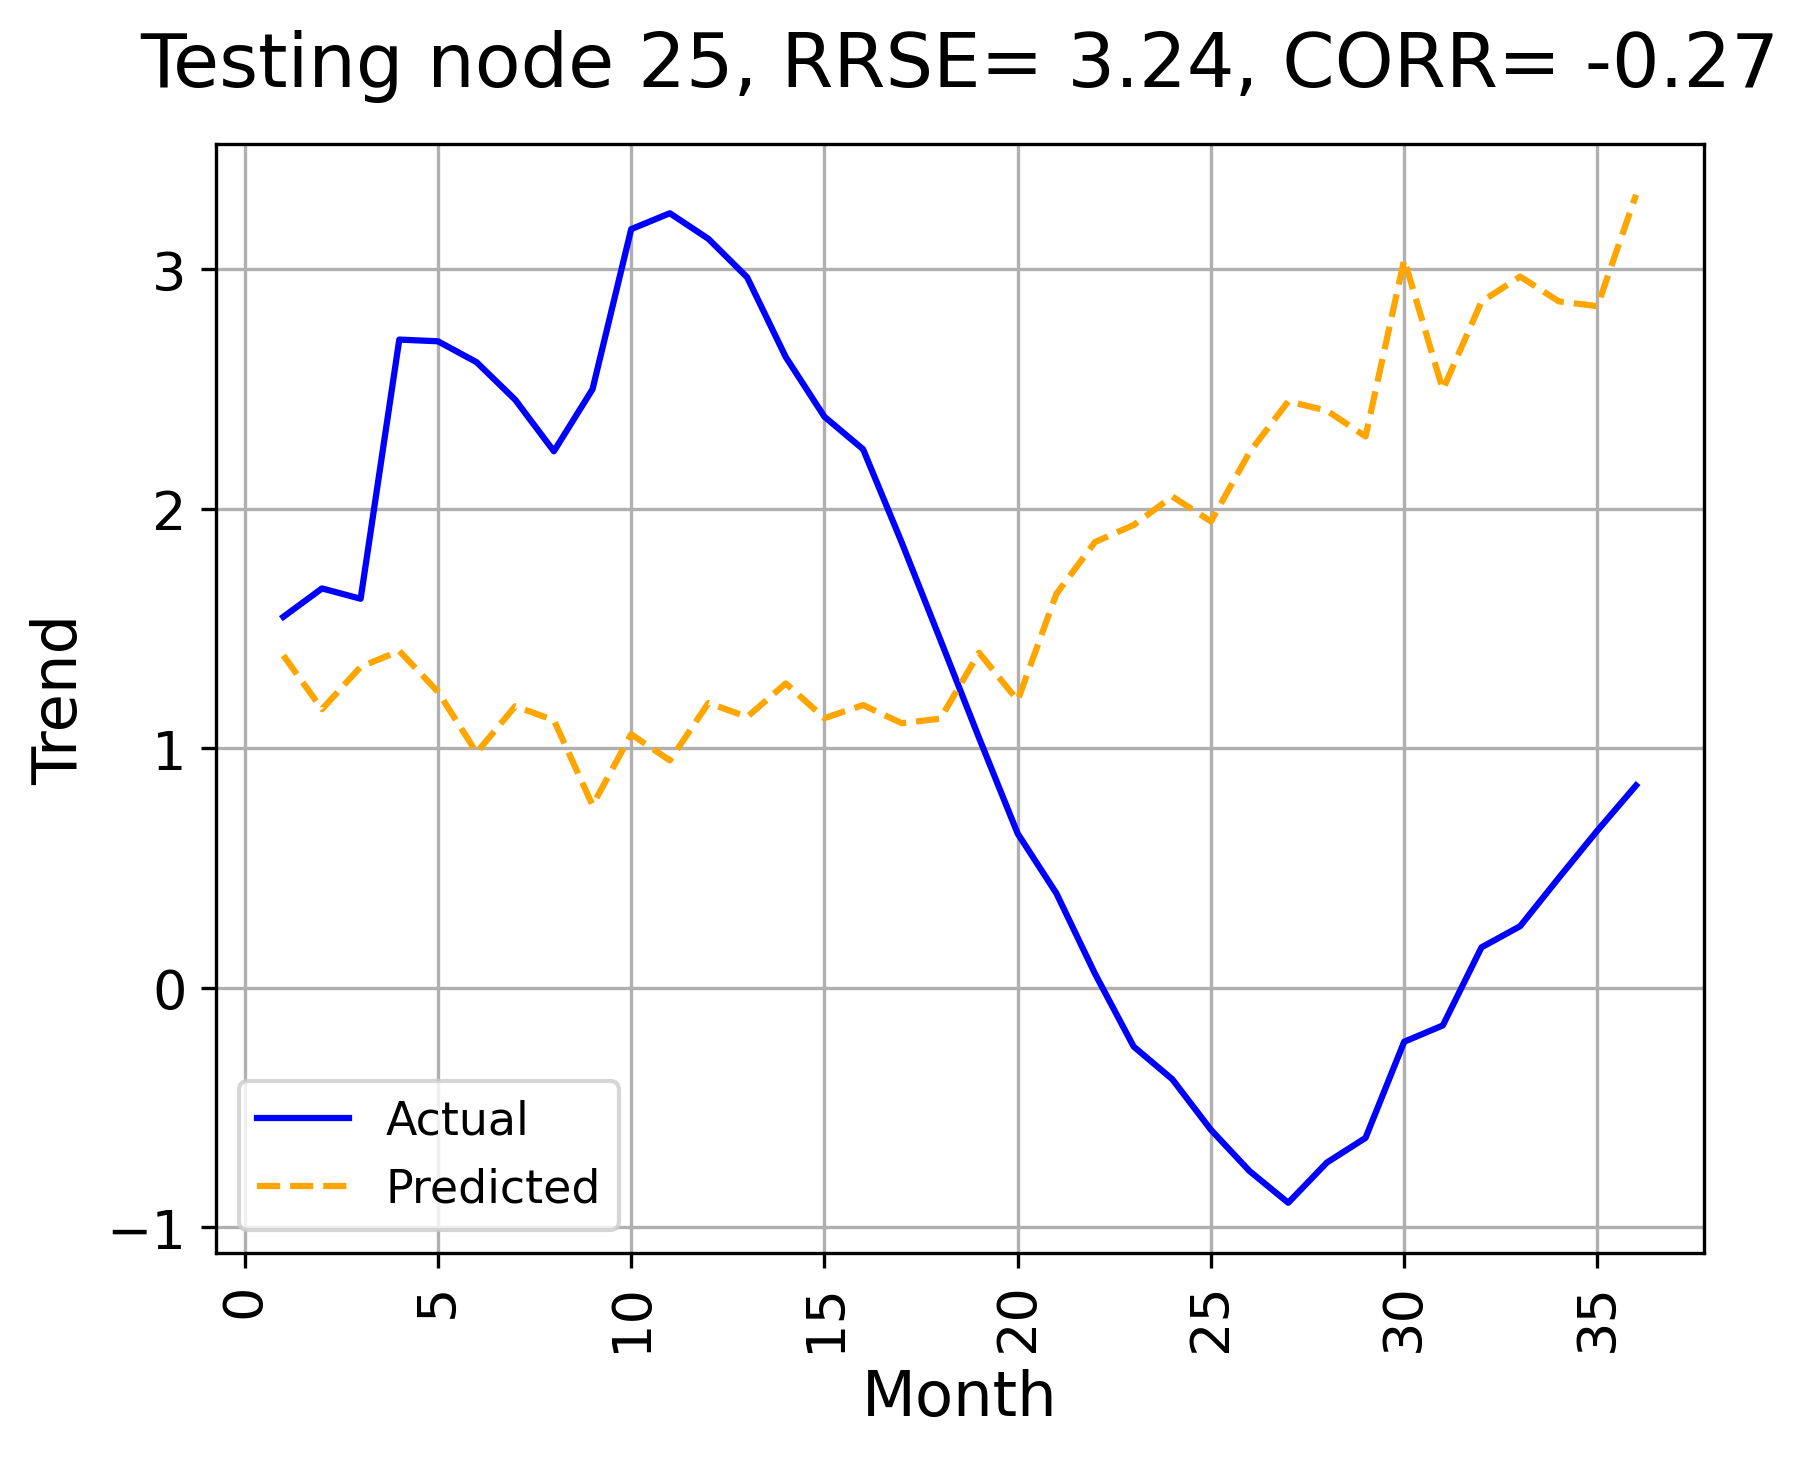 Testing node 25, RRSE= 3.24, CORR= -0.27
Trend
3
2
1
0
−1
Actual
Predicted
0 5 10 15 20 25 30 35
Month